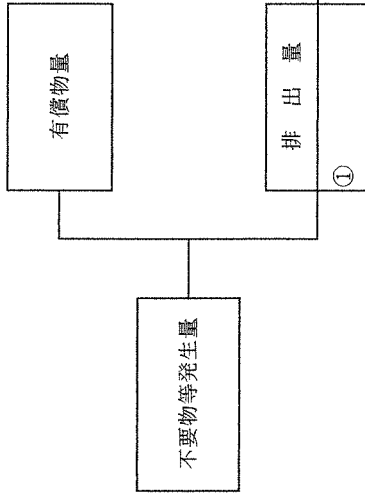 有償物量
不要物等発生量
排出量
①